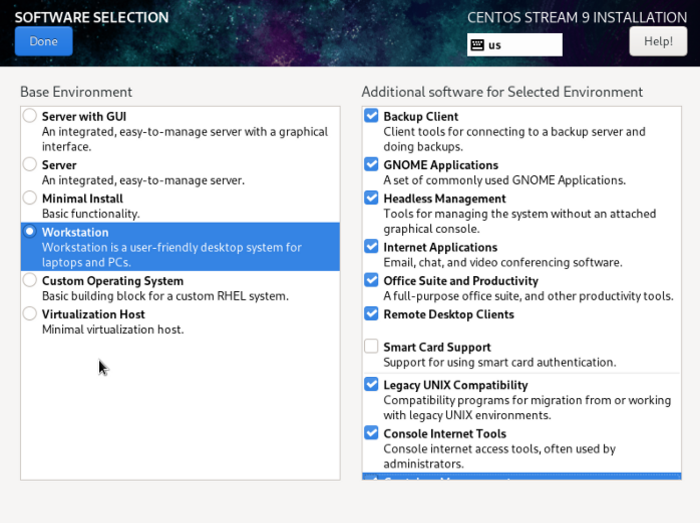 SOFTWARE SELECTION
CENTOS STREAM 9 INSTALLATION
Done
us
Help!
Base Environment
Server with GUI
An integrated, easy-to-manage server with a graphical
interface.
Server
An integrated, easy-to-manage server.
Minimal Install
Basic functionality.
Workstation
Workstation is a user-friendly desktop system for
laptops and PCs.
Custom Operating System
Basic building block for a custom RHEL system.
Virtualization Host
Minimal virtualization host.
Additional software for Selected Environment
Backup Client
Client tools for connecting to a backup server and
doing backups.
GNOME Applications
A set of commonly used GNOME Applications.
Headless Management
Tools for managing the system without an attached
graphical console.
Internet Applications
Email, chat, and video conferencing software.
Office Suite and Productivity
A full-purpose office suite, and other productivity tools.
Remote Desktop Clients
Smart Card Support
Support for using smart card authentication.
Legacy UNIX Compatibility
Compatibility programs for migration from or working
with legacy UNIX environments.
Console Internet Tools
Console internet access tools, often used by
administrators.